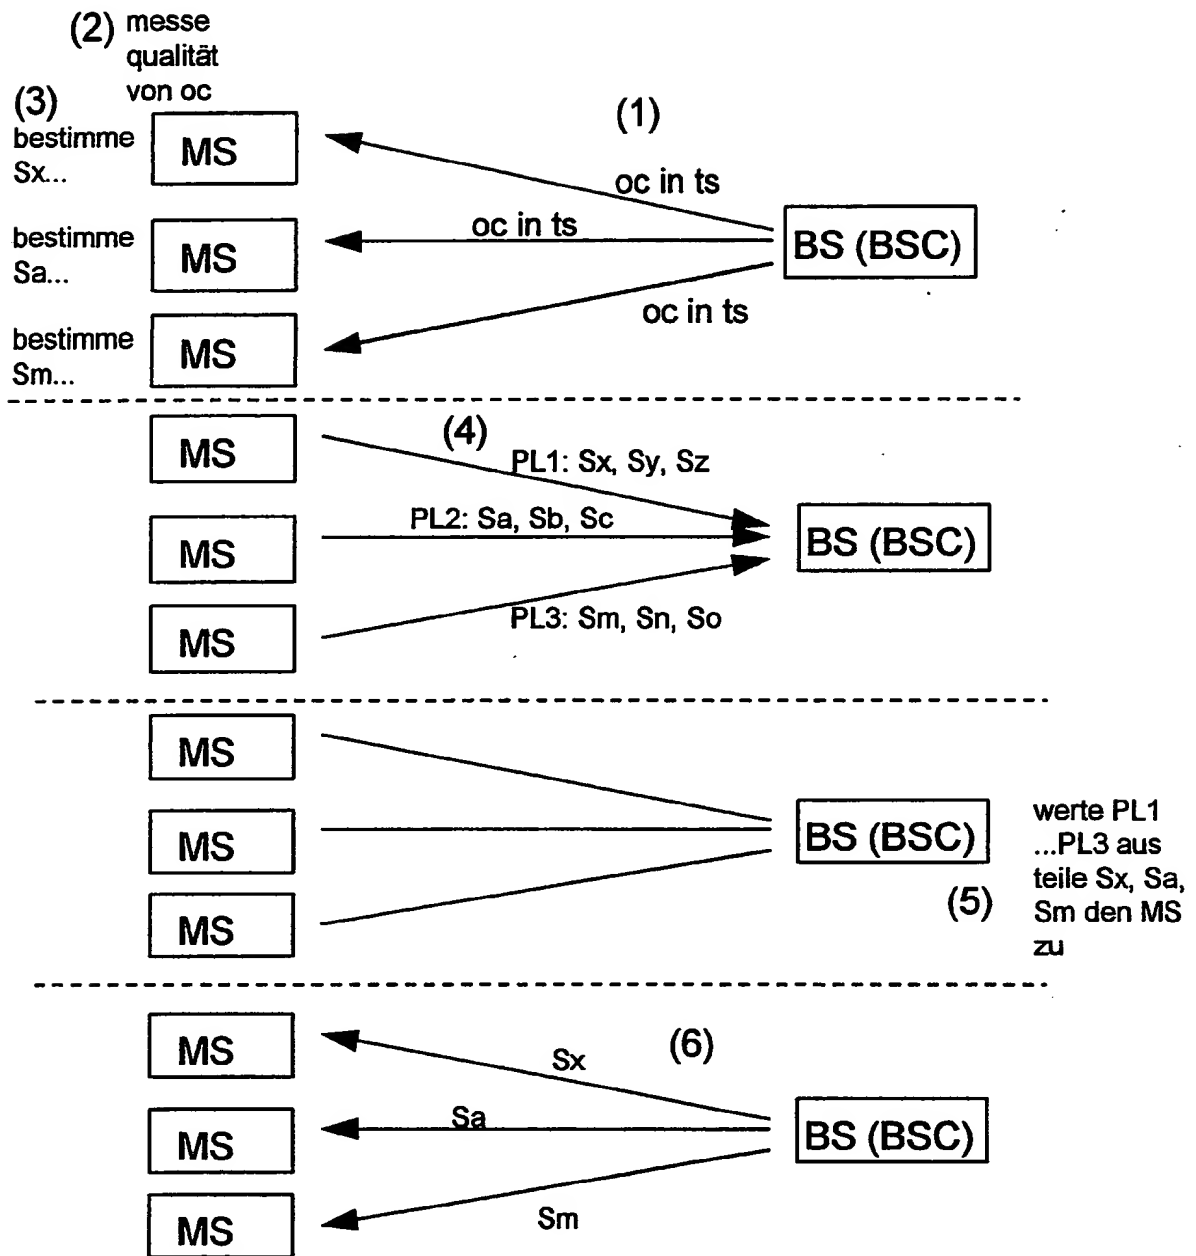 (2) messe
qualität
von oc
(3)
bestimme
Sx...
MS
(1)
oc in ts
bestimme
Sa...
MS
oc in ts
BS (BSC)
oc in ts
bestimme
Sm...
MS
MS
(4)
PL1: Sx, Sy, Sz
MS
PL2: Sa, Sb, Sc
BS (BSC)
MS
PL3: Sm, Sn, So
MS
MS
BS (BSC)
MS
(5)
werte PL1
...PL3 aus
teile Sx, Sa,
Sm den MS
zu
MS
Sx
(6)
MS
Sa
BS (BSC)
MS
Sm